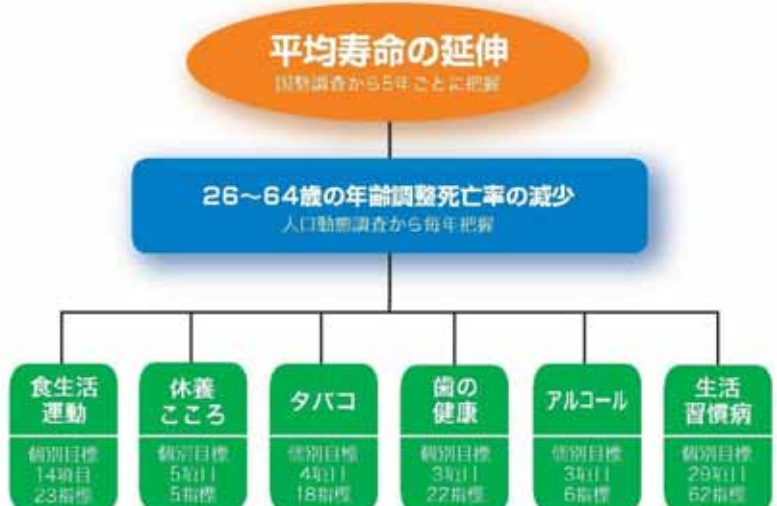 平均寿命の延伸
国勢調査から5年ごとに把握
26〜64歳の年齢調整死亡率の減少
人口動態調査から毎年把握
食生活
運動
個別目標
14項目
23指標
休養
こころ
個別目標
5項目
5指標
タバコ
個別目標
4項目
18指標
歯の
健康
個別目標
3項目
22指標
アルコール
個別目標
3項目
6指標
生活
習慣病
個別目標
29項目
62指標